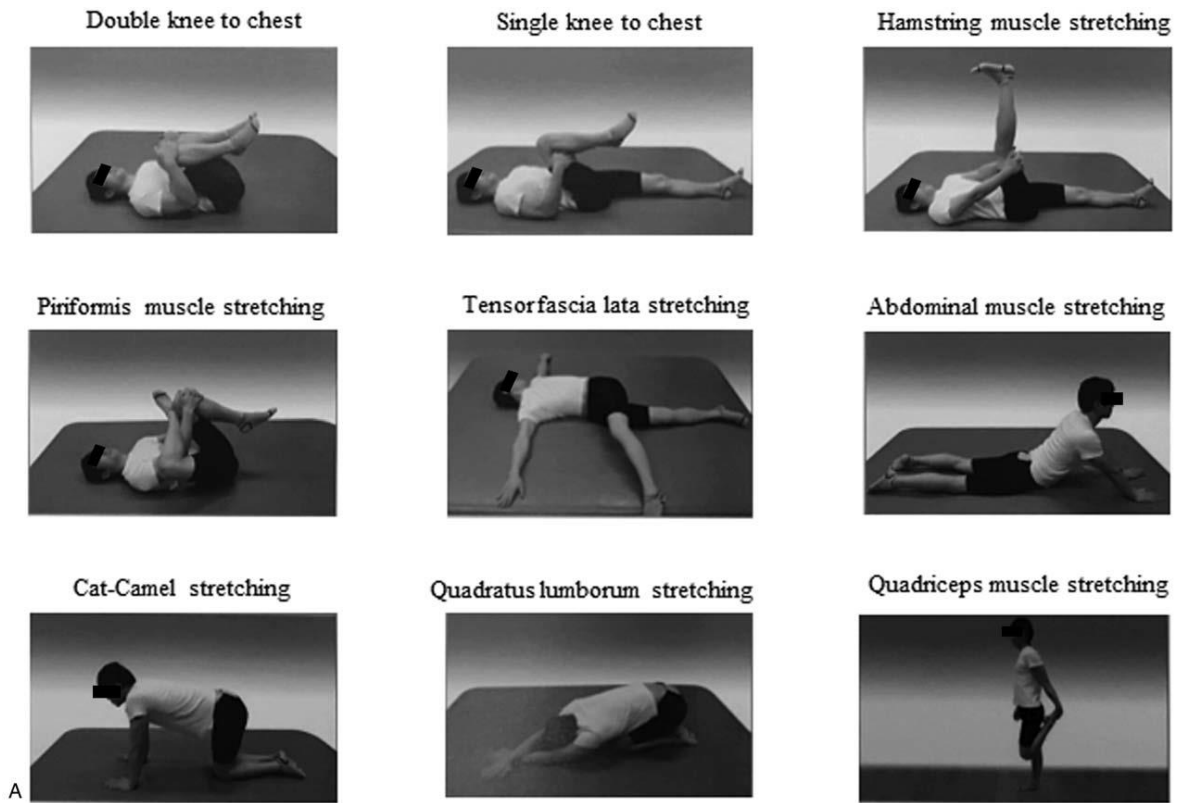 Double knee to chest
Single knee to chest
Hamstring muscle stretching
Piriformis muscle stretching
Tensorfascia lata stretching
Abdominal muscle stretching
Cat-Camel stretching
Quadratus lumborum stretching
Quadriceps muscle stretching
A